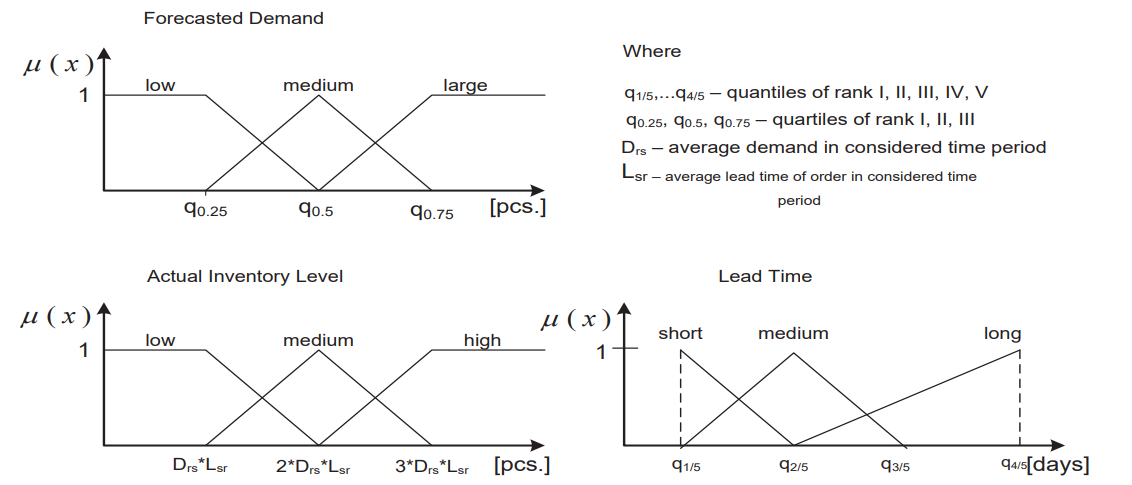 Forecasted Demand
μ ( x )
low medium large
1
q0.25 q0.5 q0.75 [pcs.]
Where
q1/5,...q4/5 – quantiles of rank I, II, III, IV, V
q0.25, q0.5, q0.75 – quartiles of rank I, II, III
Drs – average demand in considered time period
Lsr – average lead time of order in considered time
period
Actual Inventory Level
μ ( x )
low medium high
1
Drs*Lsr 2*Drs*Lsr 3*Drs*Lsr [pcs.]
Lead Time
μ ( x )
short medium long
1
q1/5 q2/5 q3/5 q4/5[days]